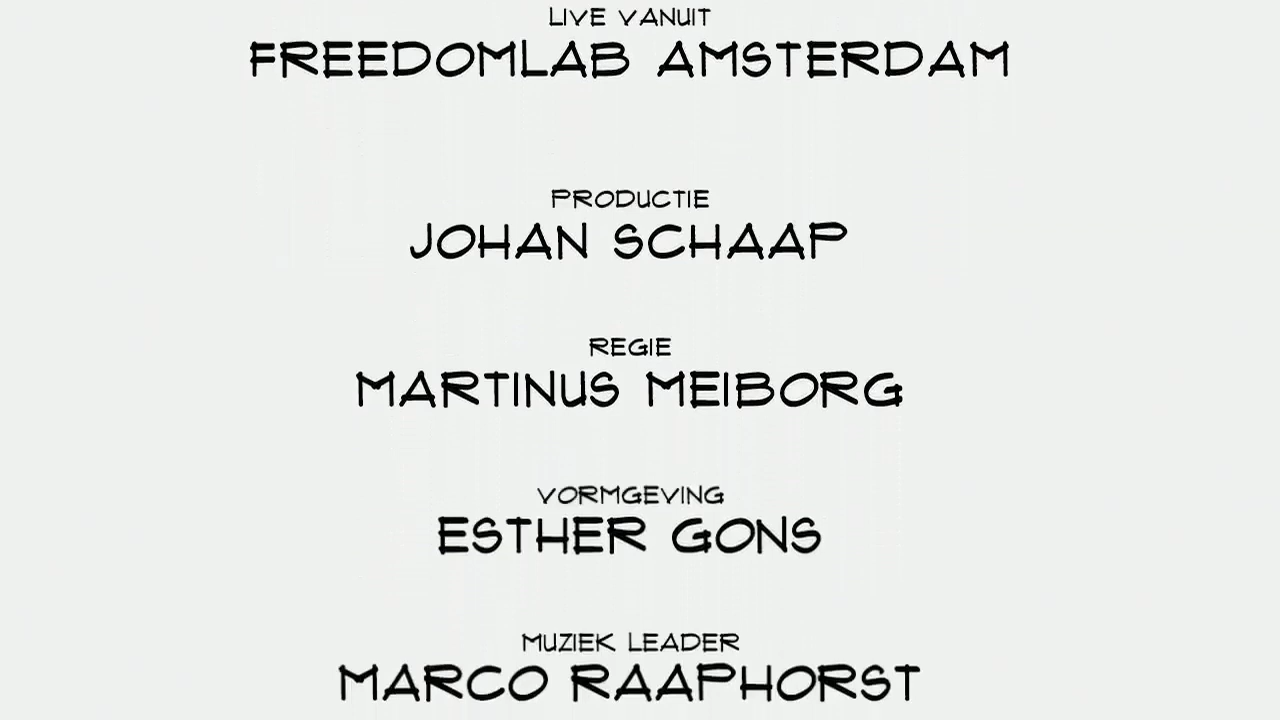 LIVE VANUIT
FREEDOMLAB AMSTERDAM
PRODUCTIE
JOHAN SCHAAP
REGIE
MARTINUS MEIBORG
VORMGEVING
ESTHER GONS
MUZIEK LEADER
MARCO RAAPHORST